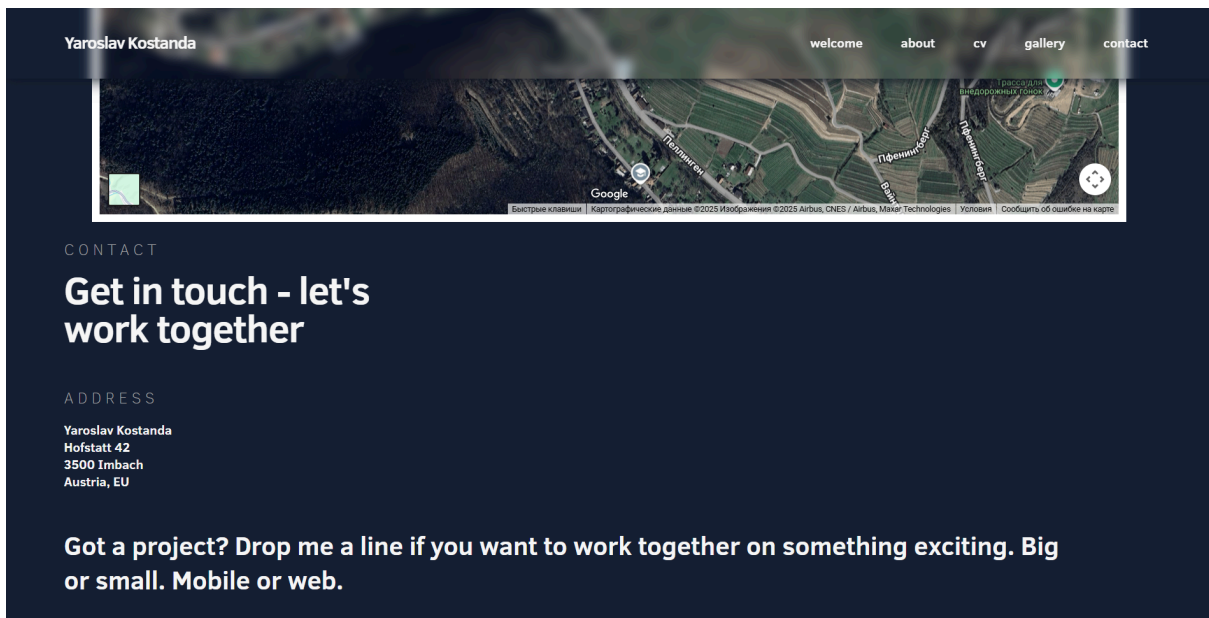 Yaroslav Kostanda
welcome about cv gallery contact
Трасса для
внедорожных гонок
Пеллинген
Пфенингберг
Пфенингберг
Google
Быстрые клавиши Картографические данные ©2025 Изображения ©2025 Airbus, CNES / Airbus, Maxar Technologies Условия Сообщить об ошибке на карте
CONTACT
Get in touch - let's
work together
ADDRESS
Yaroslav Kostanda
Hofstatt 42
3500 Imbach
Austria, EU
Got a project? Drop me a line if you want to work together on something exciting. Big
or small. Mobile or web.